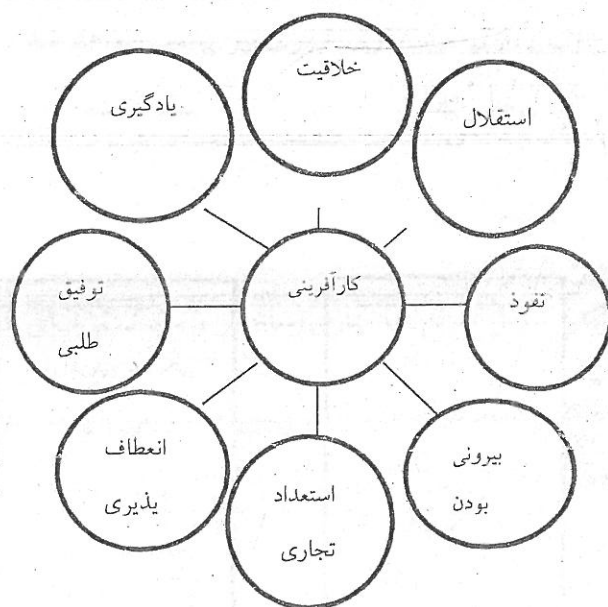 خلاقیت
یادگیری
استقلال
کارآفرینی
توفیق
طلبی
نفوذ
انعطاف
پذیری
استعداد
تجاری
بیرونی
بودن